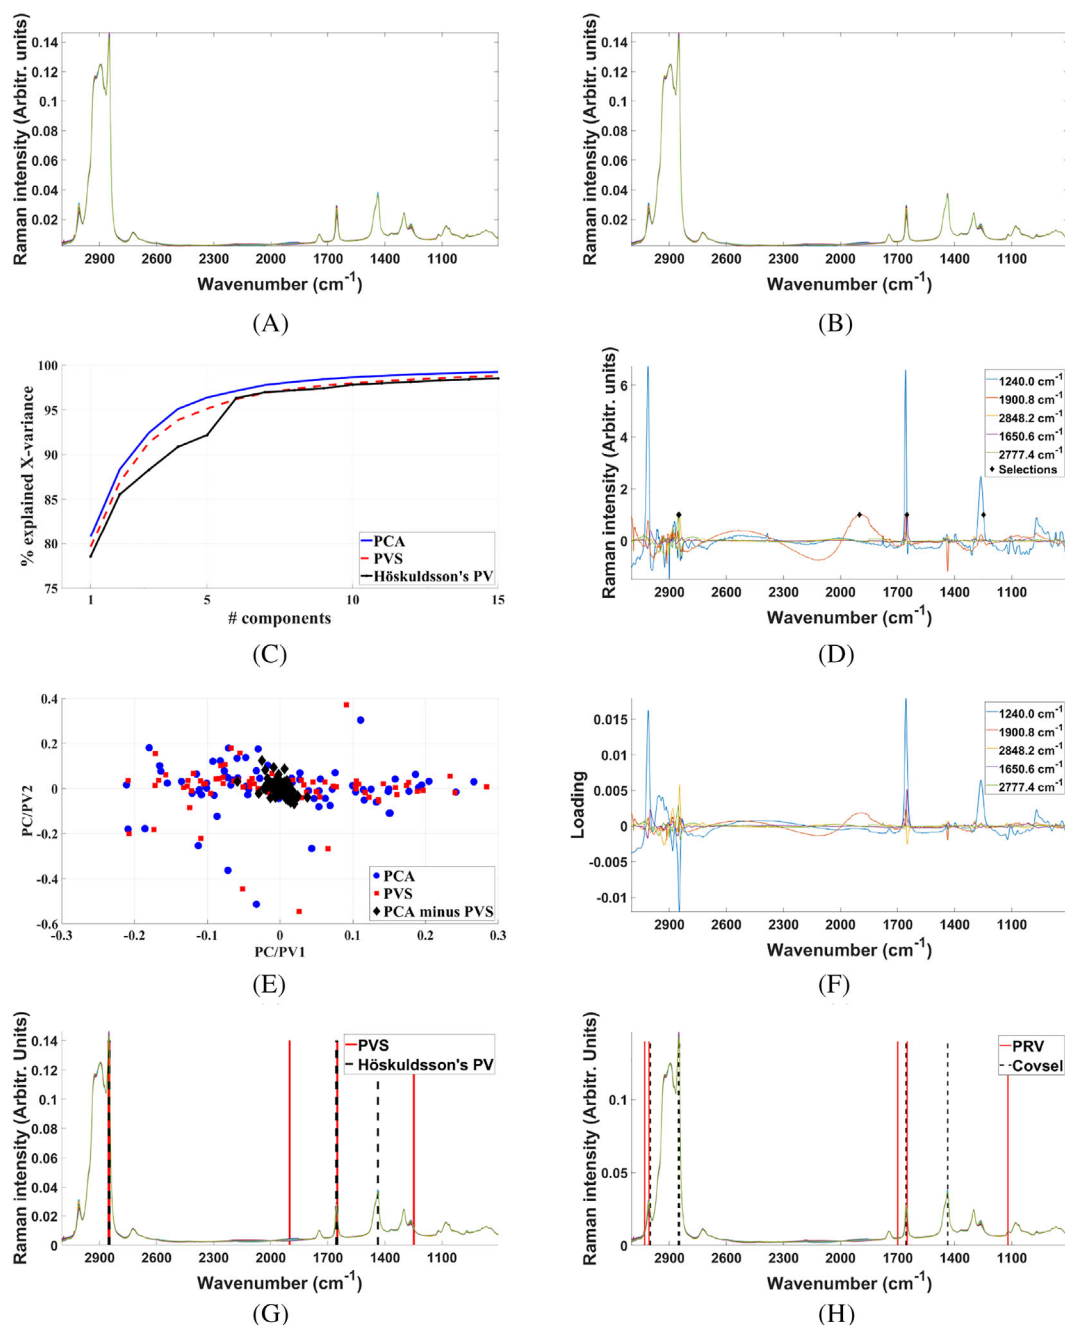 0.14
0.12
0.1
0.08
0.06
0.04
0.02
Raman intensity (Arbitr. units)
2900 2600 2300 2000 1700 1400 1100
Wavenumber (cm-1)
(A)
0.14
0.12
0.1
0.08
0.06
0.04
0.02
Raman intensity (Arbitr. units)
2900 2600 2300 2000 1700 1400 1100
Wavenumber (cm-1)
(B)
100
95
90
85
80
75
% explained X-variance
PCA
PVS
Höskuldsson's PV
1 5 10 15
# components
(C)
6
4
2
0
Raman intensity (Arbitr. units)
1240.0 cm-1
1900.8 cm-1
2848.2 cm-1
1650.6 cm-1
2777.4 cm-1
Selections
2900 2600 2300 2000 1700 1400 1100
Wavenumber (cm-1)
(D)
0.4
0.2
0
-0.2
-0.4
-0.6
PC/PV2
PCA
PVS
PCA minus PVS
-0.3 -0.2 -0.1 0 0.1 0.2 0.3
PC/PV1
(E)
0.015
0.01
0.005
0
-0.005
-0.01
Loading
1240.0 cm-1
1900.8 cm-1
2848.2 cm-1
1650.6 cm-1
2777.4 cm-1
2900 2600 2300 2000 1700 1400 1100
Wavenumber (cm-1)
(F)
0.14
0.12
0.1
0.08
0.06
0.04
0.02
0
Raman intensity (Arbitr. Units)
PVS
Höskuldsson's PV
2900 2600 2300 2000 1700 1400 1100
Wavenumber (cm-1)
(G)
0.1
0.05
0
Raman intensity (Arbitr. Units)
PRV
Covsel
2900 2600 2300 2000 1700 1400 1100
Wavenumber (cm-1)
(H)